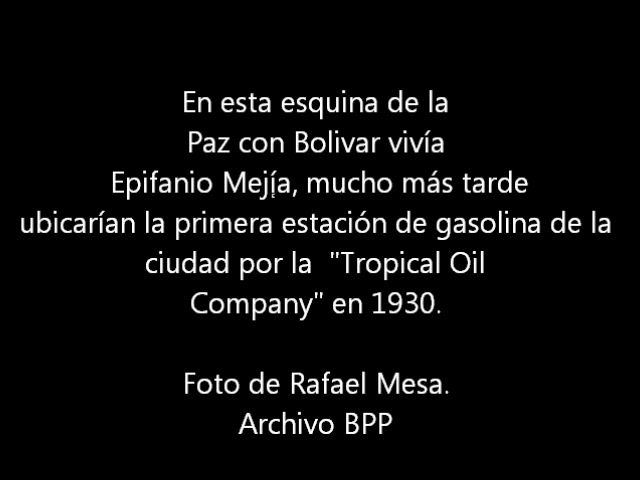 En esta esquina de la
Paz con Bolivar vivía
Epifanio Mejía, mucho más tarde
ubicarían la primera estación de gasolina de la
ciudad por la "Tropical Oil
Company" en 1930.
Foto de Rafael Mesa.
Archivo BPP